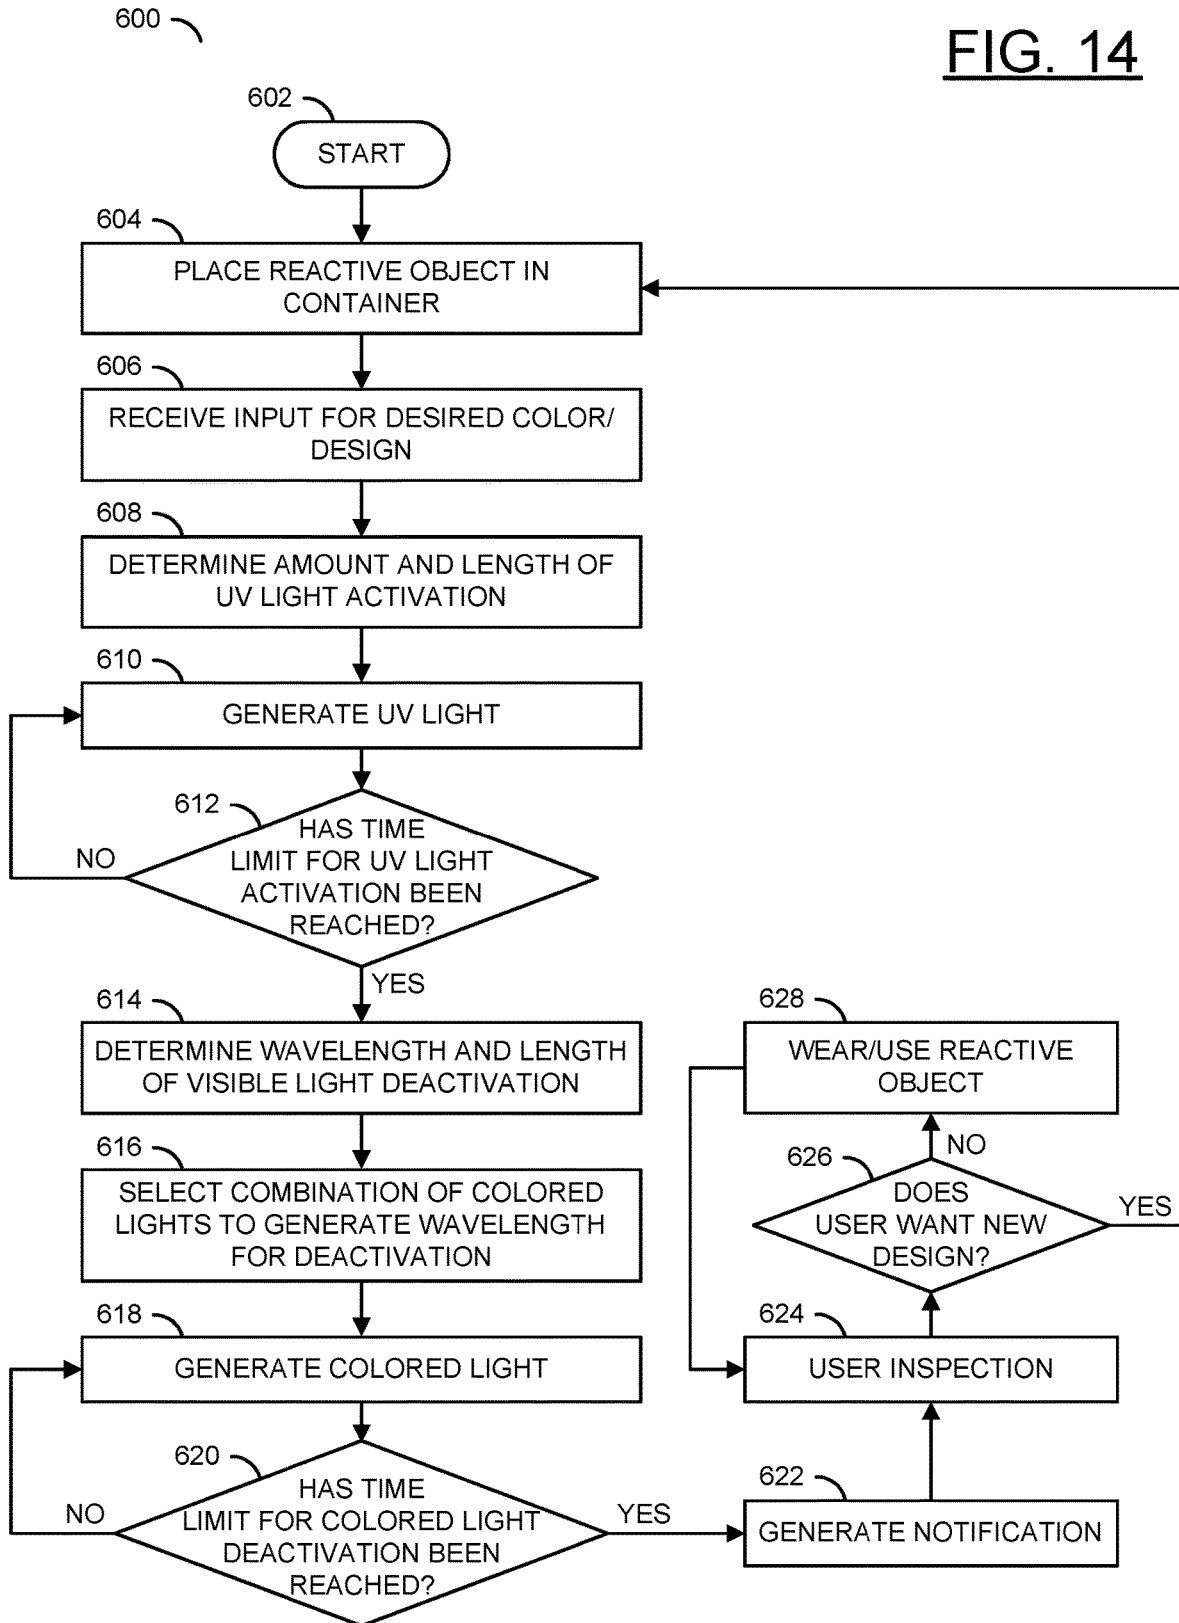 600
FIG. 14
602
START
604
PLACE REACTIVE OBJECT IN
CONTAINER
606
RECEIVE INPUT FOR DESIRED COLOR/
DESIGN
608
DETERMINE AMOUNT AND LENGTH OF
UV LIGHT ACTIVATION
610
GENERATE UV LIGHT
612
HAS TIME
LIMIT FOR UV LIGHT
ACTIVATION BEEN
REACHED?
NO
YES
614
DETERMINE WAVELENGTH AND LENGTH
OF VISIBLE LIGHT DEACTIVATION
616
SELECT COMBINATION OF COLORED
LIGHTS TO GENERATE WAVELENGTH
FOR DEACTIVATION
618
GENERATE COLORED LIGHT
620
HAS TIME
LIMIT FOR COLORED LIGHT
DEACTIVATION BEEN
REACHED?
NO
YES
622
GENERATE NOTIFICATION
624
USER INSPECTION
626
DOES
USER WANT NEW
DESIGN?
NO
YES
628
WEAR/USE REACTIVE
OBJECT